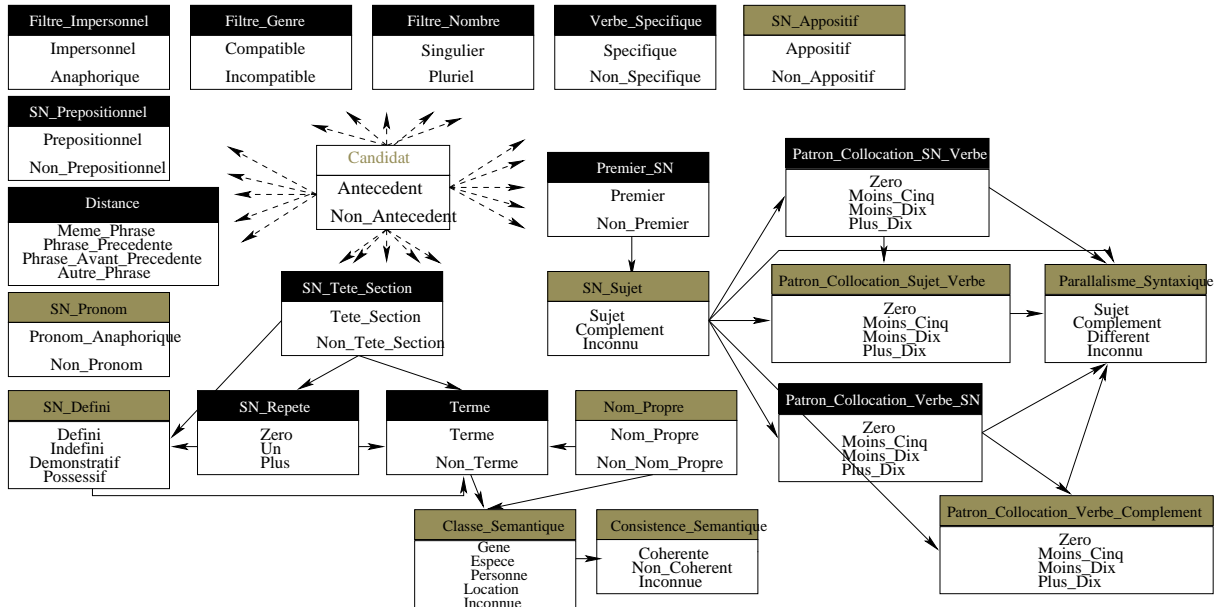 Filtre_Impersonnel
Impersonnel
Anaphorique
Filtre_Genre
Compatible
Incompatible
Filtre_Nombre
Singulier
Pluriel
Verbe_Specifique
Specifique
Non_Specifique
SN_Appositif
Appositif
Non_Appositif
SN_Prepositionnel
Prepositionnel
Non_Prepositionnel
Candidat
Antecedent
Non_Antecedent
Premier_SN
Premier
Non_Premier
Patron_Collocation_SN_Verbe
Zero
Moins_Cinq
Moins_Dix
Plus_Dix
Distance
Meme_Phrase
Phrase_Precedente
Phrase_Avant_Precedente
Autre_Phrase
SN_Tete_Section
Tete_Section
Non_Tete_Section
SN_Sujet
Sujet
Complement
Inconnu
Patron_Collocation_Sujet_Verbe
Zero
Moins_Cinq
Moins_Dix
Plus_Dix
Parallalisme_Syntaxique
Sujet
Complement
Different
Inconnu
SN_Pronom
Pronom_Anaphorique
Non_Pronom
SN_Defini
Defini
Indefini
Demonstratif
Possessif
SN_Repete
Zero
Un
Plus
Terme
Terme
Non_Terme
Nom_Propre
Nom_Propre
Non_Nom_Propre
Patron_Collocation_Verbe_SN
Zero
Moins_Cinq
Moins_Dix
Plus_Dix
Classe_Semantique
Gene
Espece
Personne
Location
Inconnue
Consistence_Semantique
Coherente
Non_Coherent
Inconnue
Patron_Collocation_Verbe_Complement
Zero
Moins_Cinq
Moins_Dix
Plus_Dix